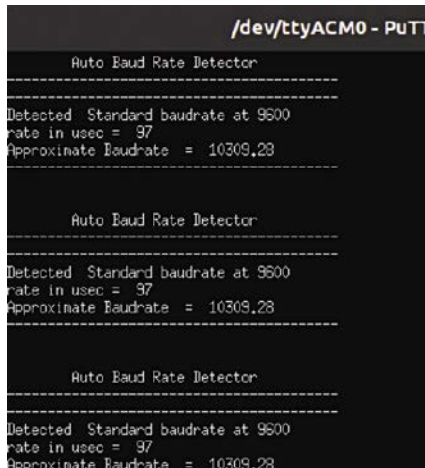 /dev/ttyACM0 - PuTT
Auto Baud Rate Detector
----------------------------------------
----------------------------------------
Detected  Standard baudrate at 9600
rate in usec =  97
Approximate Baudrate  =  10309.28
----------------------------------------
Auto Baud Rate Detector
----------------------------------------
----------------------------------------
Detected  Standard baudrate at 9600
rate in usec =  97
Approximate Baudrate  =  10309.28
----------------------------------------
Auto Baud Rate Detector
----------------------------------------
----------------------------------------
Detected  Standard baudrate at 9600
rate in usec =  97
Approximate Baudrate  =  10309.28